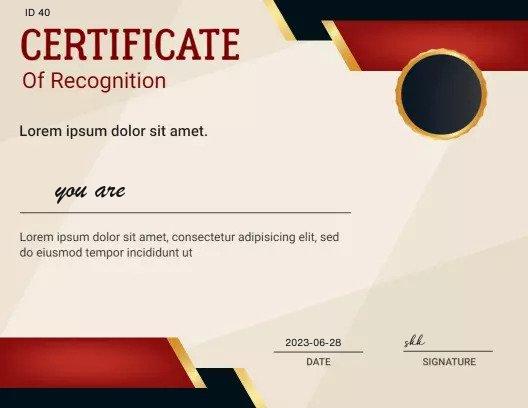 ID 40
CERTIFICATE
Of Recognition
Lorem ipsum dolor sit amet.
you are
Lorem ipsum dolor sit amet, consectetur adipisicing elit, sed
do eiusmod tempor incididunt ut
2023-06-28
skk
DATE
SIGNATURE